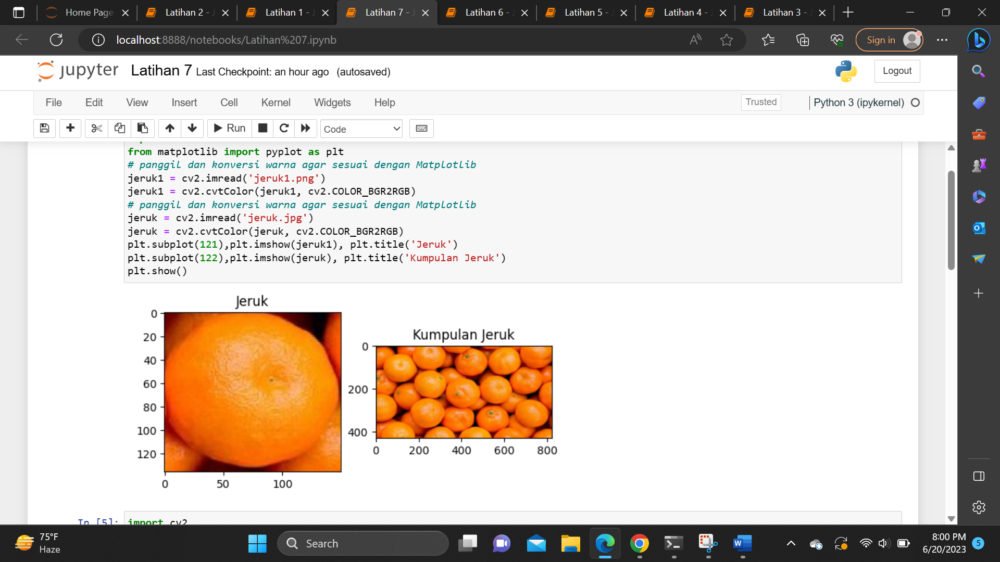 Home Page
Latihan 2 -
Latihan 1 -
Latihan 7 -
Latihan 6 -
Latihan 5 -
Latihan 4 -
Latihan 3 -
localhost:8888/notebooks/Latihan%207.ipynb
Sign in
jupyter
Latihan 7 Last Checkpoint: an hour ago (autosaved)
Logout
File Edit View Insert Cell Kernel Widgets Help
Trusted
Python 3 (ipykernel)
Run
Code
from matplotlib import pyplot as plt
# panggil dan konversi warna agar sesuai dengan Matplotlib
jeruk1 = cv2.imread('jeruk1.png')
jeruk1 = cv2.cvtColor(jeruk1, cv2.COLOR_BGR2RGB)
# panggil dan konversi warna agar sesuai dengan Matplotlib
jeruk = cv2.imread('jeruk.jpg')
jeruk = cv2.cvtColor(jeruk, cv2.COLOR_BGR2RGB)
plt.subplot(121),plt.imshow(jeruk1), plt.title('Jeruk')
plt.subplot(122),plt.imshow(jeruk), plt.title('Kumpulan Jeruk')
plt.show()
Jeruk
0
20
40
60
80
100
120
0 50 100
Kumpulan Jeruk
0
200
400
0 200 400 600 800
In [5]: import cv2
75°F
Haze
Search
8:00 PM
6/20/2023
5